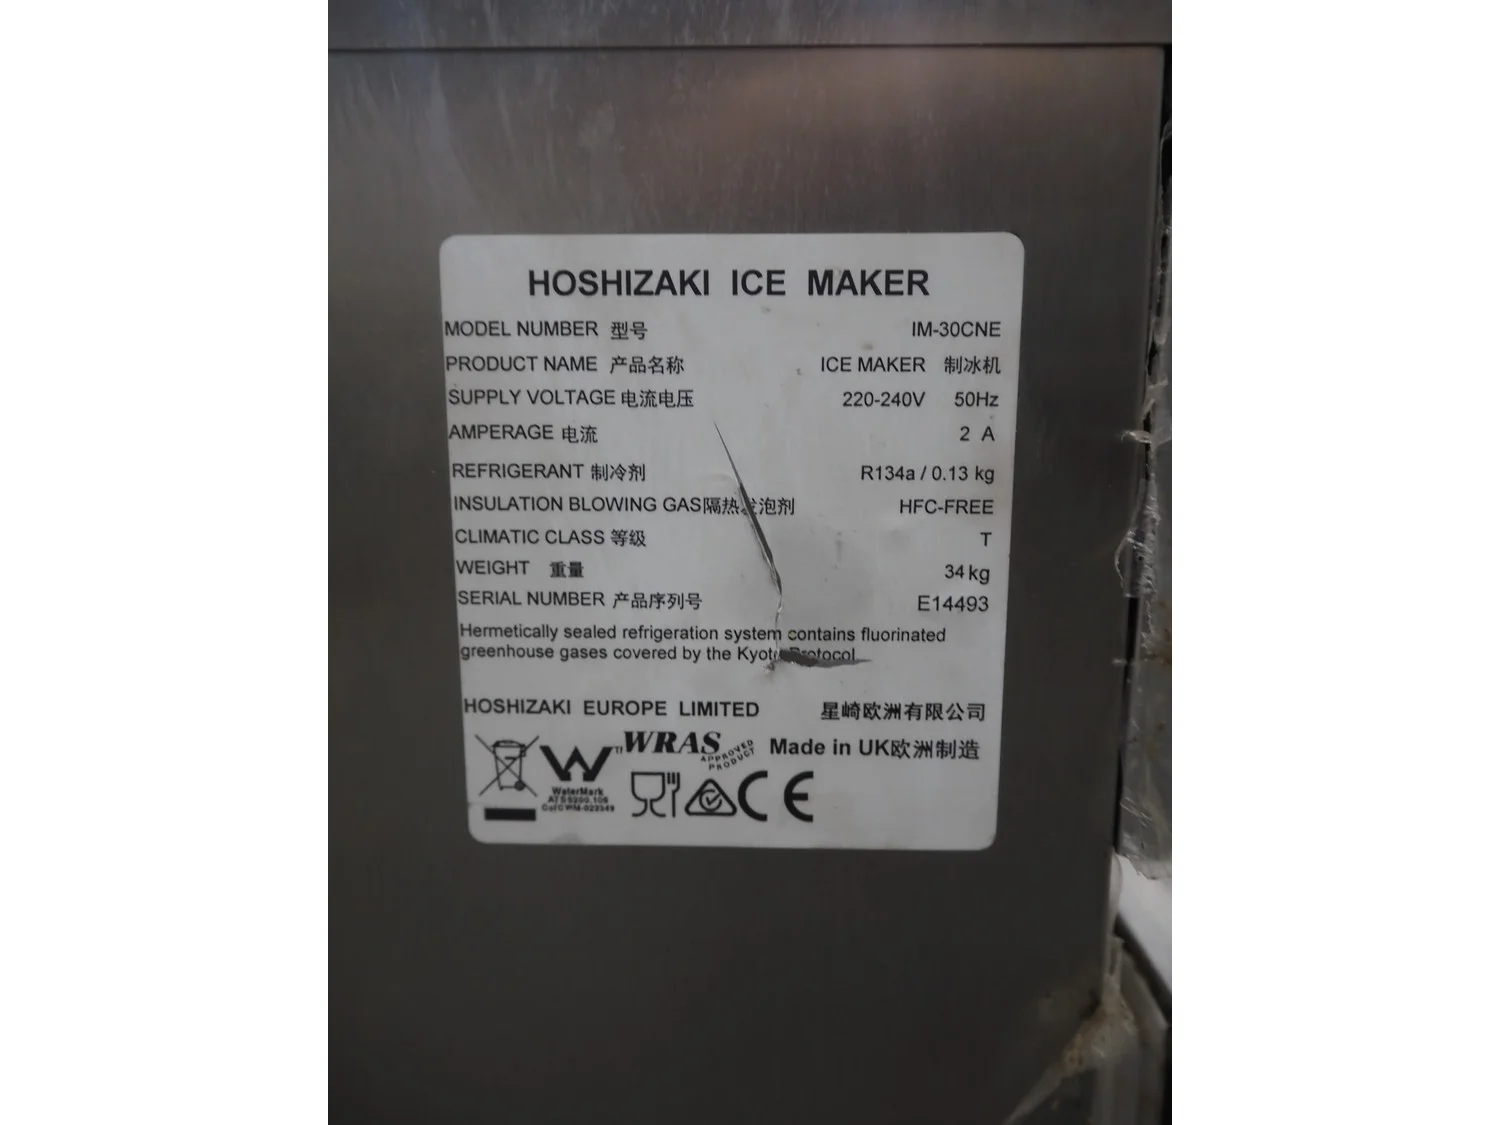 HOSHIZAKI ICE MAKER
MODEL NUMBER 型号 IM-30CNE
PRODUCT NAME 产品名称 ICE MAKER 制冰机
SUPPLY VOLTAGE 电流电压 220-240V 50Hz
AMPERAGE 电流 2 A
REFRIGERANT 制冷剂 R134a / 0.13 kg
INSULATION BLOWING GAS隔热发泡剂 HFC-FREE
CLIMATIC CLASS 等级 T
WEIGHT 重量 34kg
SERIAL NUMBER 产品序列号 E14493
Hermetically sealed refrigeration system contains fluorinated
greenhouse gases covered by the Kyoto Protocol
HOSHIZAKI EUROPE LIMITED 星崎欧洲有限公司
WRAS APPROVED PRODUCT Made in UK欧洲制造
WaterMark
CE